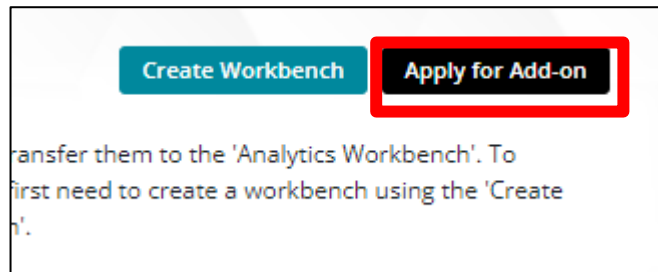 Create Workbench Apply for Add-on
transfer them to the 'Analytics Workbench'. To
first need to create a workbench using the 'Create
'.